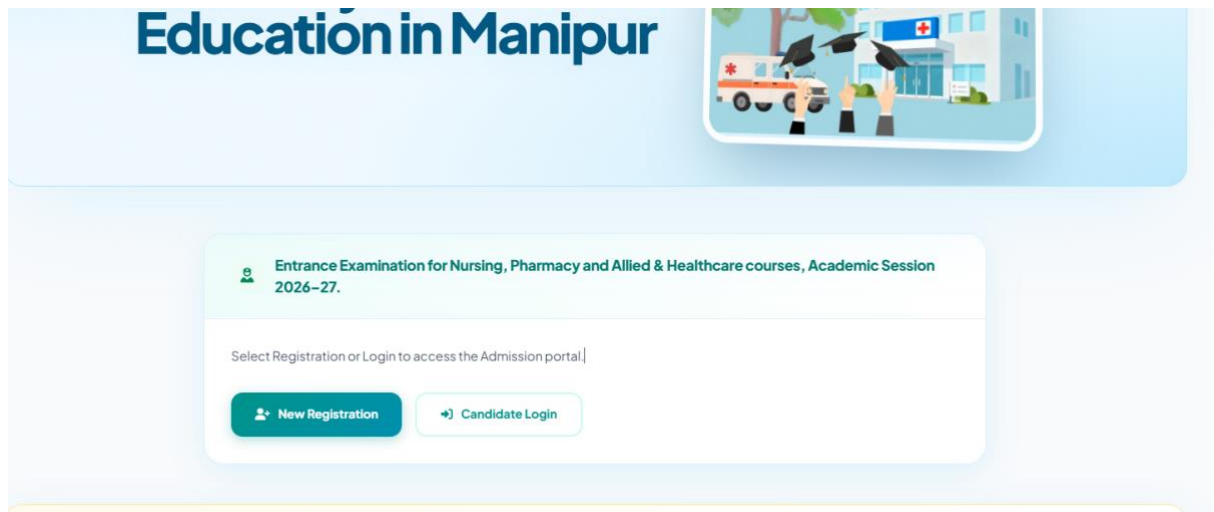 Education in Manipur
Entrance Examination for Nursing, Pharmacy and Allied & Healthcare courses, Academic Session
2026–27.
Select Registration or Login to access the Admission portal.
New Registration
Candidate Login